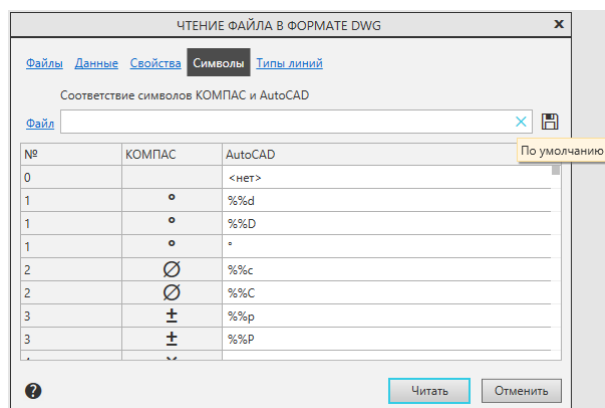 ЧТЕНИЕ ФАЙЛА В ФОРМАТЕ DWG x
Файлы Данные Свойства Символы Типы линий
Соответствие символов КОМПАС и AutoCAD
Файл
По умолчанию
№ КОМПАС AutoCAD
0 <нет>
1 ° %%d
1 ° %%D
1 ° °
2 ∅ %%c
2 ∅ %%C
3 ± %%p
3 ± %%P
? Читать Отменить